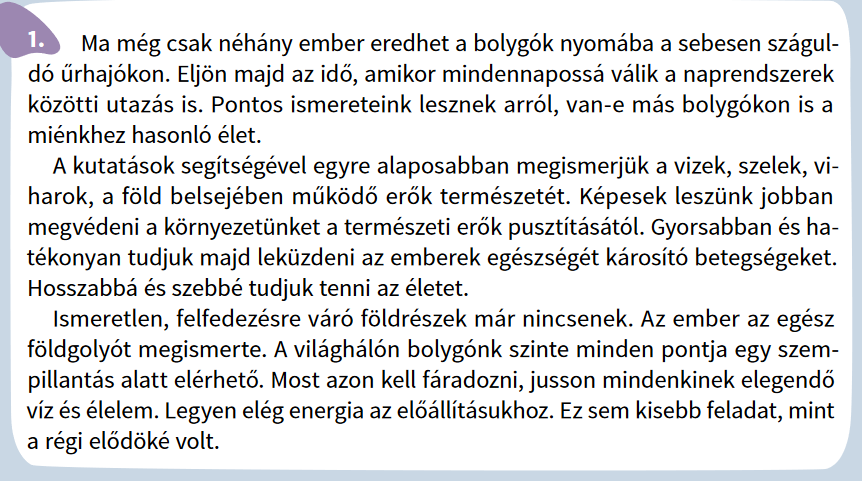 1. Ma még csak néhány ember eredhet a bolygók nyomába a sebesen szágul-
dó űrhajókon. Eljön majd az idő, amikor mindennapossá válik a naprendszerek
közötti utazás is. Pontos ismereteink lesznek arról, van-e más bolygókon is a
miénkhez hasonló élet.
A kutatások segítségével egyre alaposabban megismerjük a vizek, szelek, vi-
harok, a föld belsejében működő erők természetét. Képesek leszünk jobban
megvédeni a környezetünket a természeti erők pusztításától. Gyorsabban és ha-
tékonyan tudjuk majd leküzdeni az emberek egészségét károsító betegségeket.
Hosszabbá és szebbé tudjuk tenni az életet.
Ismeretlen, felfedezésre váró földrészek már nincsenek. Az ember az egész
földgolyót megismerte. A világhálón bolygónk szinte minden pontja egy szem-
pillantás alatt elérhető. Most azon kell fáradozni, jusson mindenkinek elegendő
víz és élelem. Legyen elég energia az előállításukhoz. Ez sem kisebb feladat, mint
a régi elődöké volt.